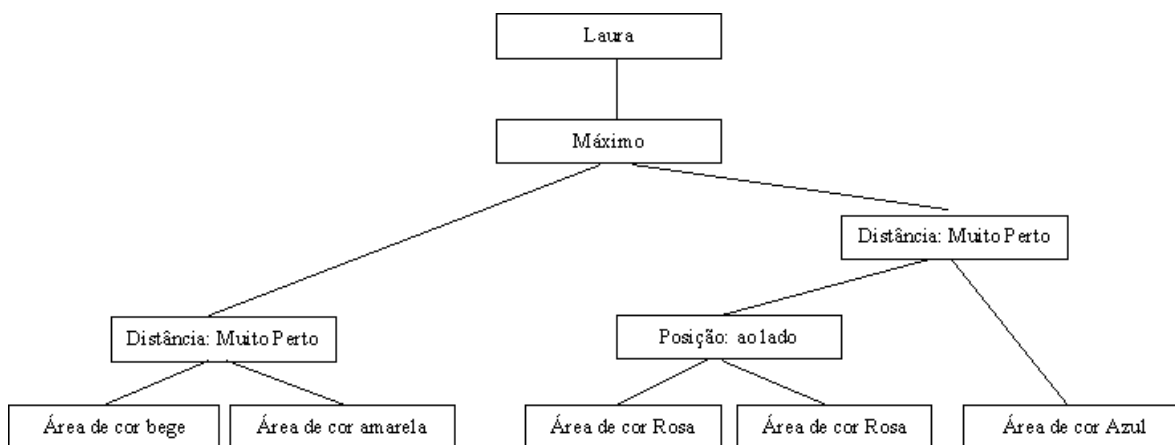 Laura
Máximo
Distância: Muito Perto
Distância: Muito Perto
Posição: ao lado
Área de cor bege
Área de cor amarela
Área de cor Rosa
Área de cor Rosa
Área de cor Azul